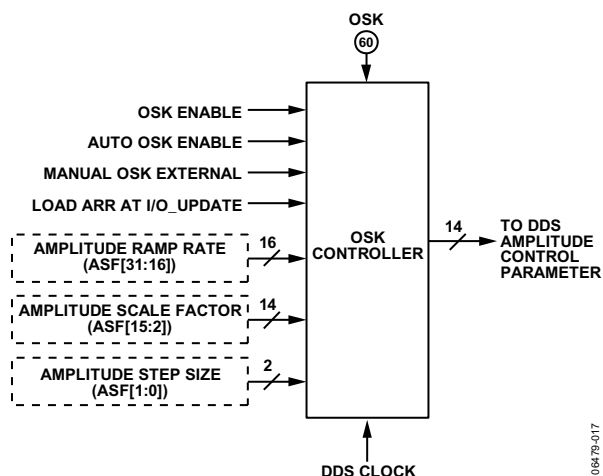 OSK
60
OSK ENABLE
AUTO OSK ENABLE
MANUAL OSK EXTERNAL
LOAD ARR AT I/O_UPDATE
AMPLITUDE RAMP RATE
(ASF[31:16])
16
AMPLITUDE SCALE FACTOR
(ASF[15:2])
14
AMPLITUDE STEP SIZE
(ASF[1:0])
2
OSK
CONTROLLER
14
TO DDS
AMPLITUDE
CONTROL
PARAMETER
DDS CLOCK
06479-017